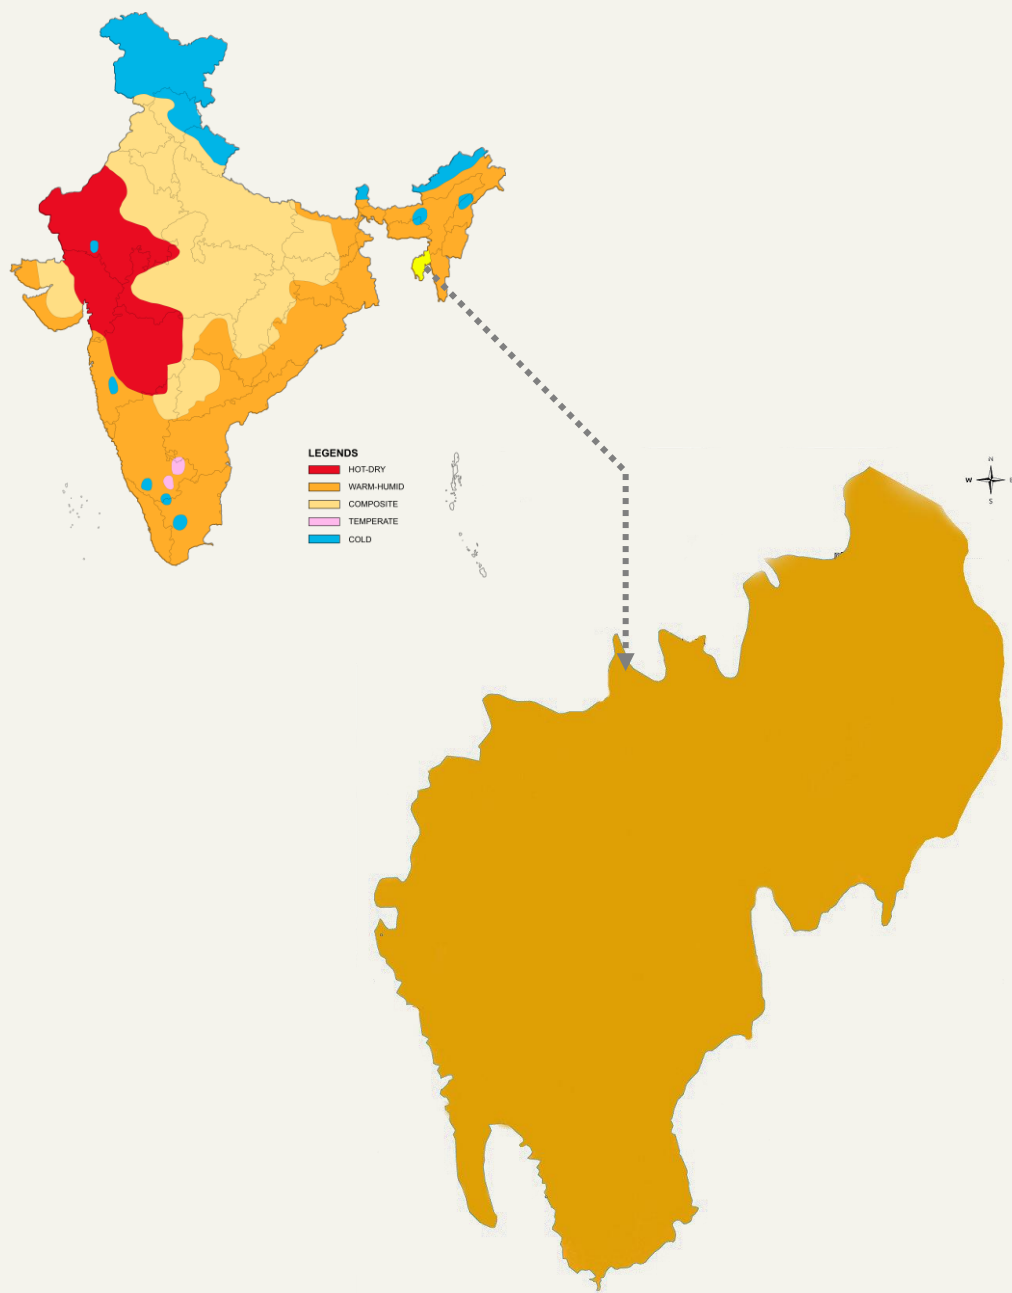 LEGENDS
HOT-DRY
WARM-HUMID
COMPOSITE
TEMPERATE
COLD
N
W
S